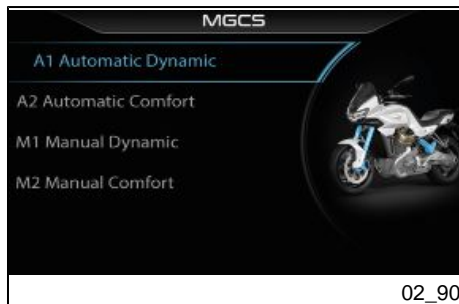 MGCS
A1 Automatic Dynamic
A2 Automatic Comfort
M1 Manual Dynamic
M2 Manual Comfort
02_90